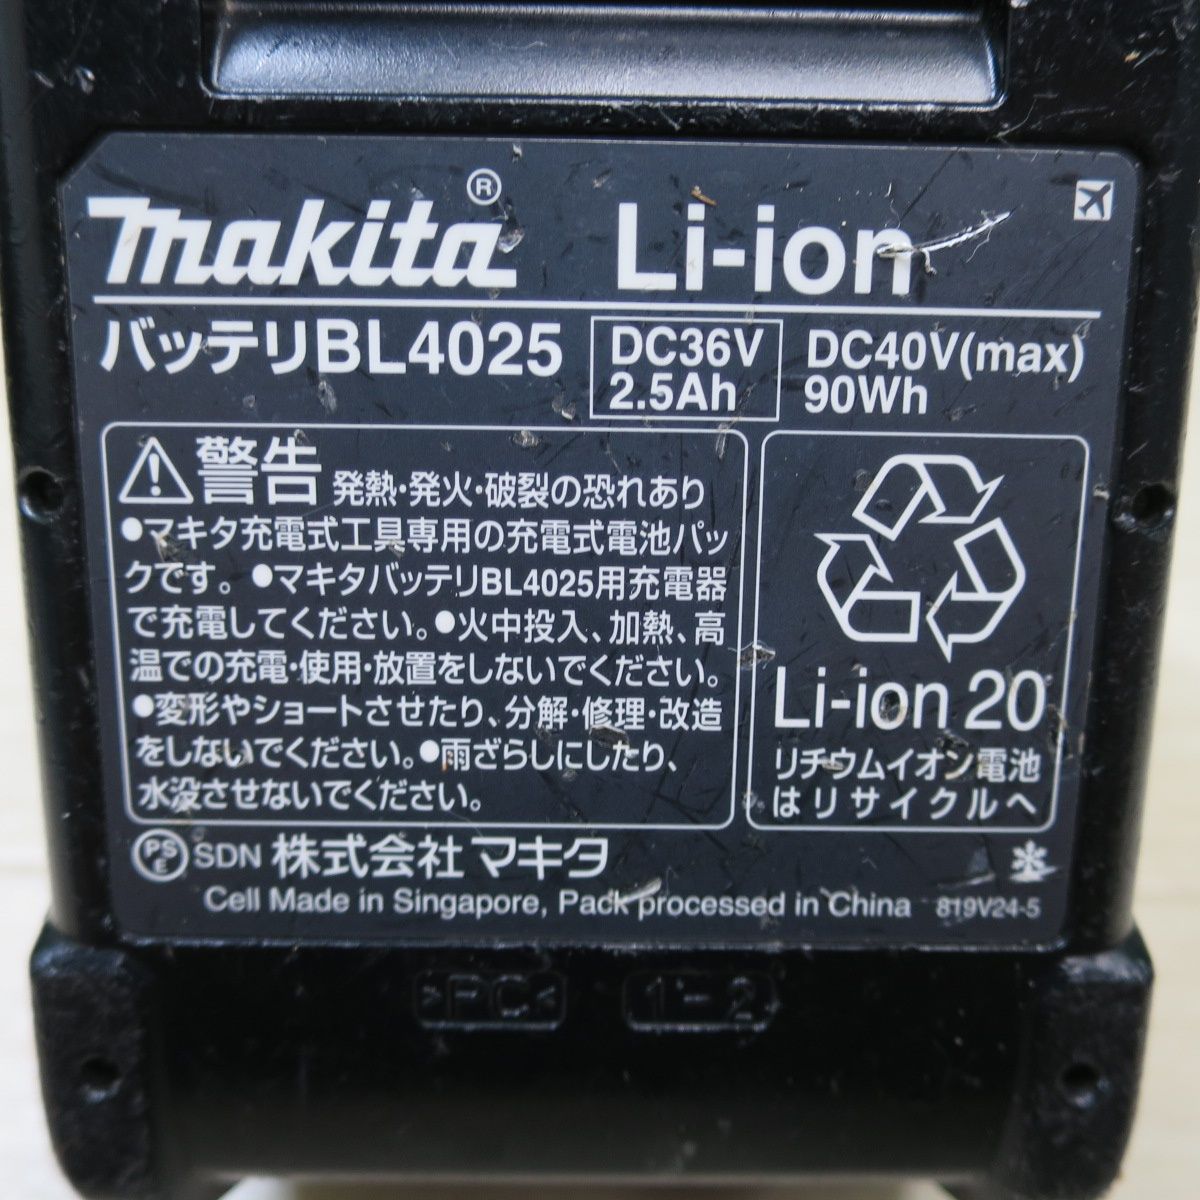 makita® Li-ion
バッテリBL4025 DC36V 2.5Ah DC40V(max) 90Wh
警告 発熱・発火・破裂の恐れあり
●マキタ充電式工具専用の充電式電池パッ
クです。●マキタバッテリBL4025用充電器
で充電してください。●火中投入、加熱、高
温での充電・使用・放置をしないでください。
●変形やショートさせたり、分解・修理・改造
をしないでください。●雨ざらしにしたり、
水没させないでください。
Li-ion 20
リチウムイオン電池
はリサイクルへ
PSE SDN 株式会社マキタ
Cell Made in Singapore, Pack processed in China 819V24-5
>PC< 1-2